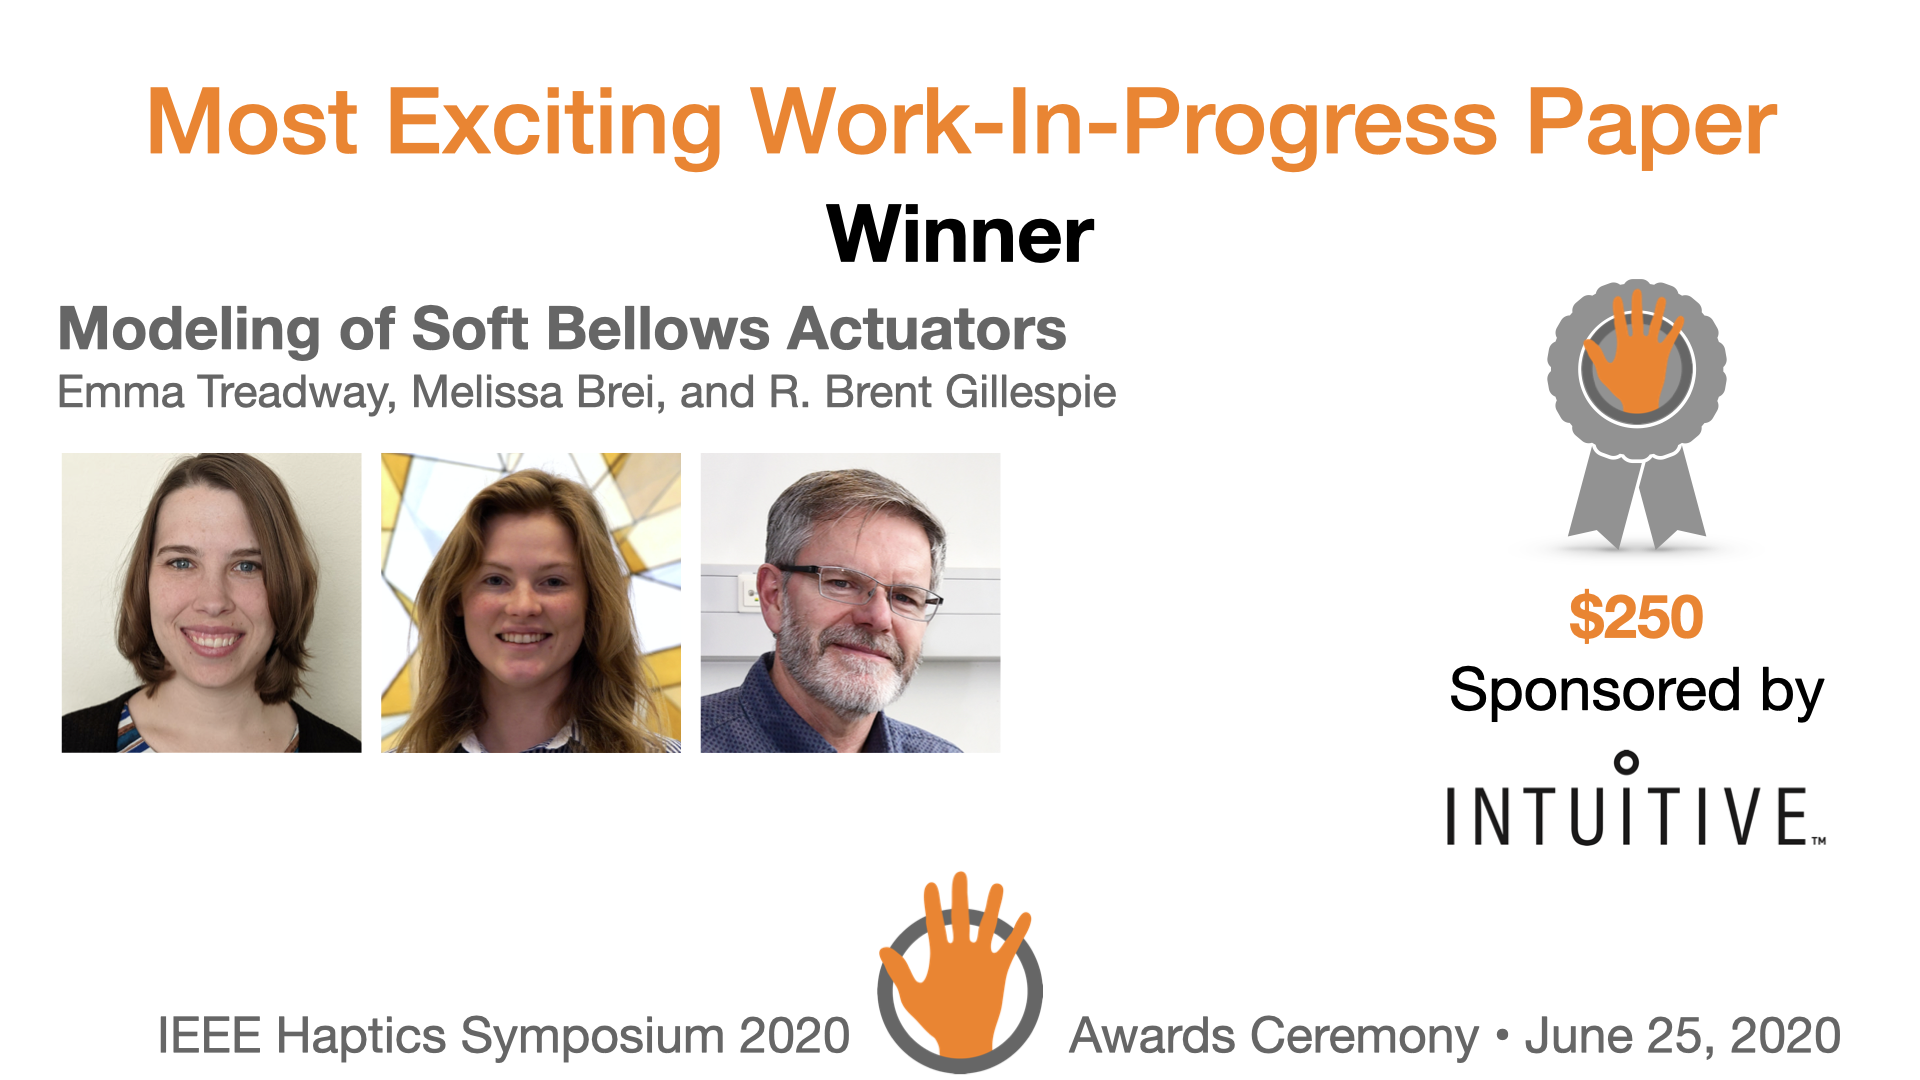 Most Exciting Work-In-Progress Paper
Winner
Modeling of Soft Bellows Actuators
Emma Treadway, Melissa Brei, and R. Brent Gillespie
$250
Sponsored by
INTUITIVE™
IEEE Haptics Symposium 2020
Awards Ceremony • June 25, 2020